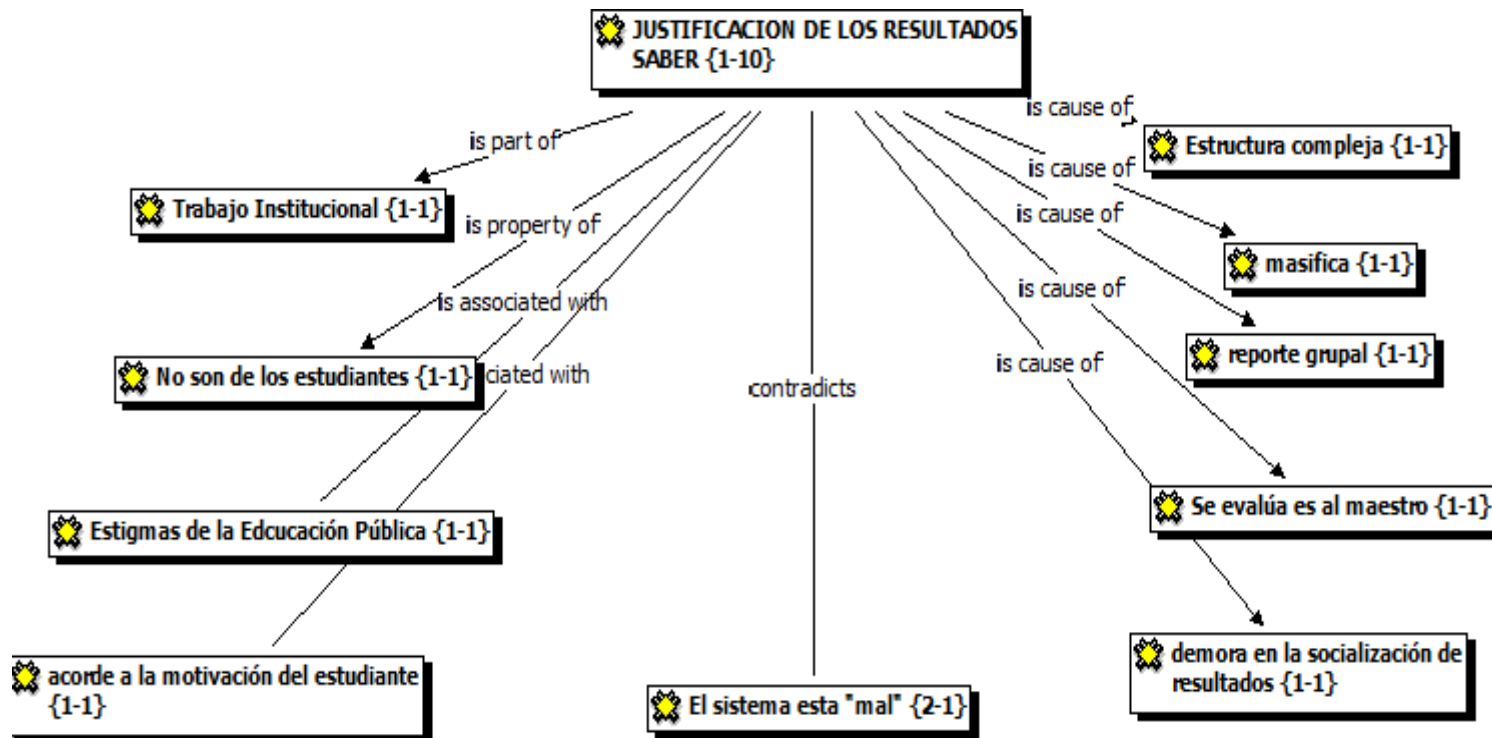 JUSTIFICACION DE LOS RESULTADOS
SABER {1-10}
is cause of
Estructura compleja {1-1}
is part of
is cause of
Trabajo Institucional {1-1}
is cause of
is property of
masifica {1-1}
is associated with
is cause of
reporte grupal {1-1}
No son de los estudiantes {1-1}
ciated with
is cause of
contradicts
Se evalúa es al maestro {1-1}
Estigmas de la Edcucación Pública {1-1}
acorde a la motivación del estudiante
{1-1}
demora en la socialización de
resultados {1-1}
El sistema esta "mal" {2-1}